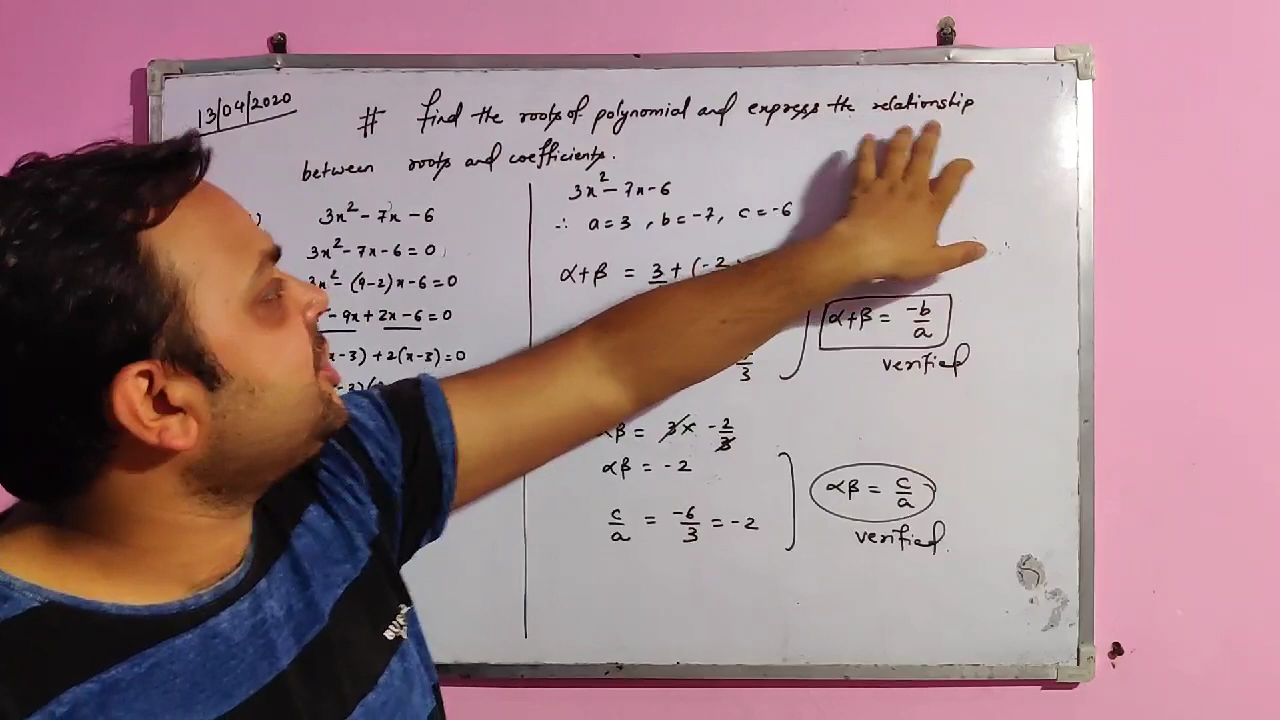 13/04/2020
# find the roots of polynomial and express the relationship
between roots and coefficients.
3x² - 7x - 6
3x² - 7x - 6 = 0
3x² - (9-2)x - 6 = 0
- 9x + 2x - 6 = 0
(x-3) + 2(x-3) = 0
3x² - 7x - 6
∴ a = 3 , b = -7, c = -6
α+β = 3 + (-2
3
α+β = -b/a
verified
αβ = 3 x -2/3
αβ = -2
c/a = -6/3 = -2
αβ = c/a
verified.